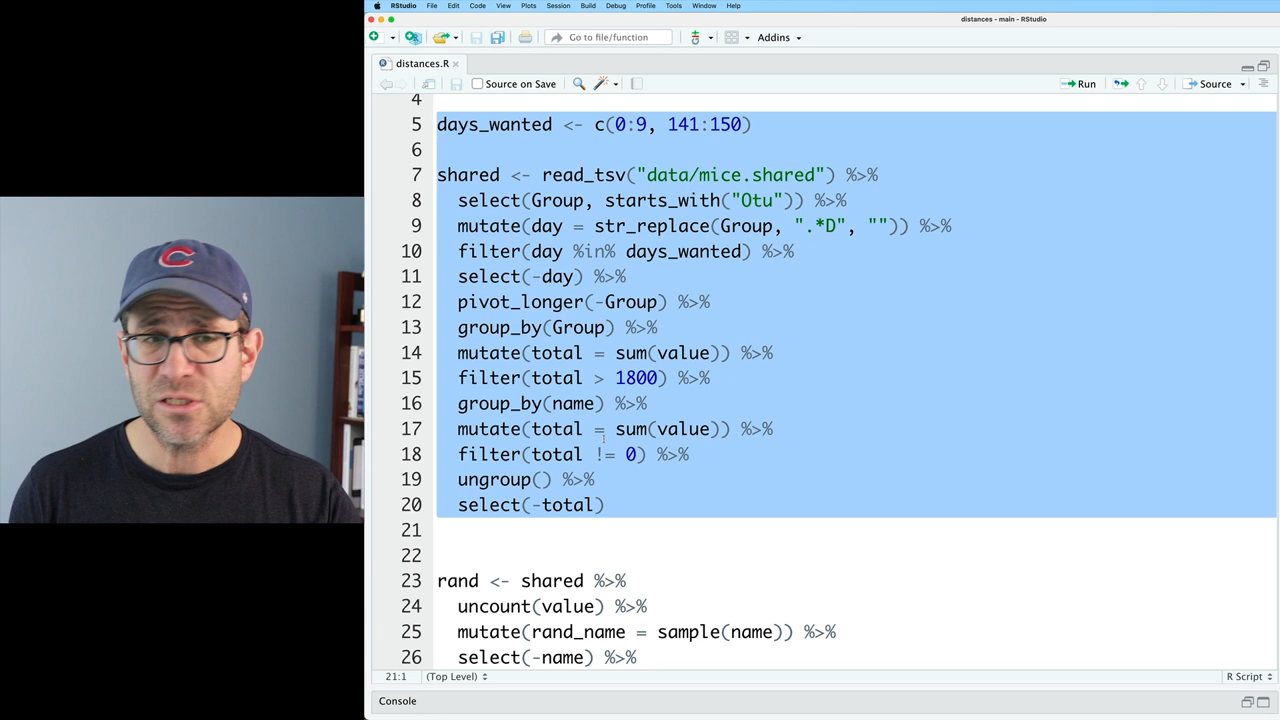 RStudio File Edit Code View Plots Session Build Debug Profile Tools Window Help
distances - main - RStudio
Go to file/function Addins
distances.R
Source on Save Run Source
4
5 days_wanted <- c(0:9, 141:150)
6
7 shared <- read_tsv("data/mice.shared") %>%
8 select(Group, starts_with("Otu")) %>%
9 mutate(day = str_replace(Group, ".*D", "")) %>%
10 filter(day %in% days_wanted) %>%
11 select(-day) %>%
12 pivot_longer(-Group) %>%
13 group_by(Group) %>%
14 mutate(total = sum(value)) %>%
15 filter(total > 1800) %>%
16 group_by(name) %>%
17 mutate(total = sum(value)) %>%
18 filter(total != 0) %>%
19 ungroup() %>%
20 select(-total)
21
22
23 rand <- shared %>%
24 uncount(value) %>%
25 mutate(rand_name = sample(name)) %>%
26 select(-name) %>%
21:1 (Top Level) R Script
Console